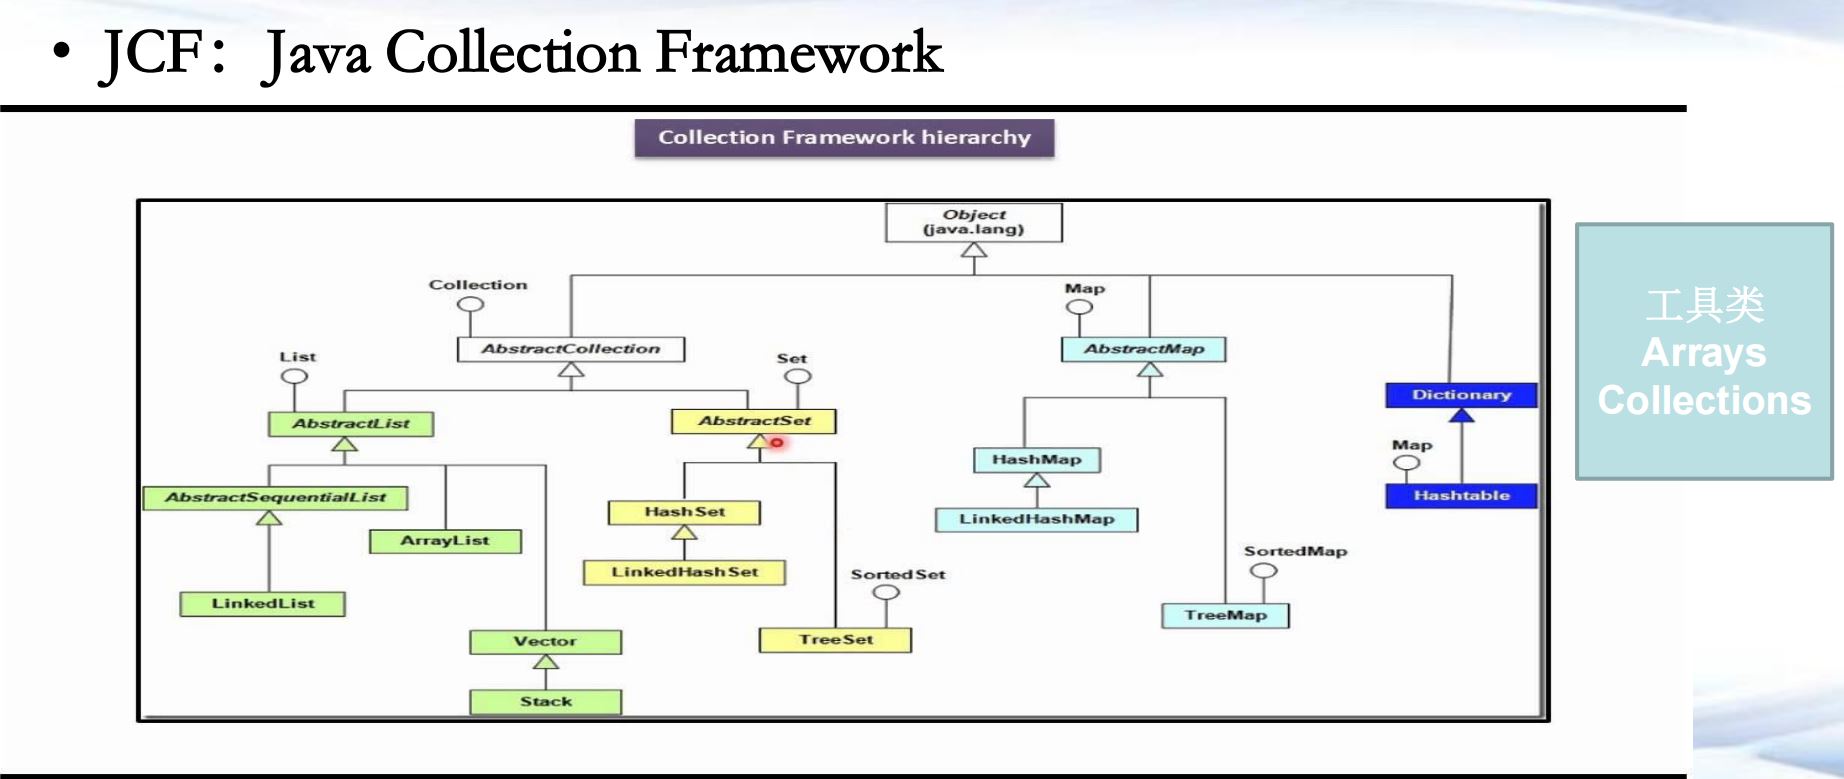 • JCF：Java Collection Framework
Collection Framework hierarchy
Object
(java.lang)
Collection
Map
AbstractCollection
AbstractMap
List
Set
Dictionary
AbstractList
AbstractSet
Map
HashMap
AbstractSequentialList
Hashtable
HashSet
LinkedHashMap
ArrayList
SortedMap
LinkedHashSet
SortedSet
LinkedList
TreeMap
Vector
TreeSet
Stack
工具类
Arrays
Collections